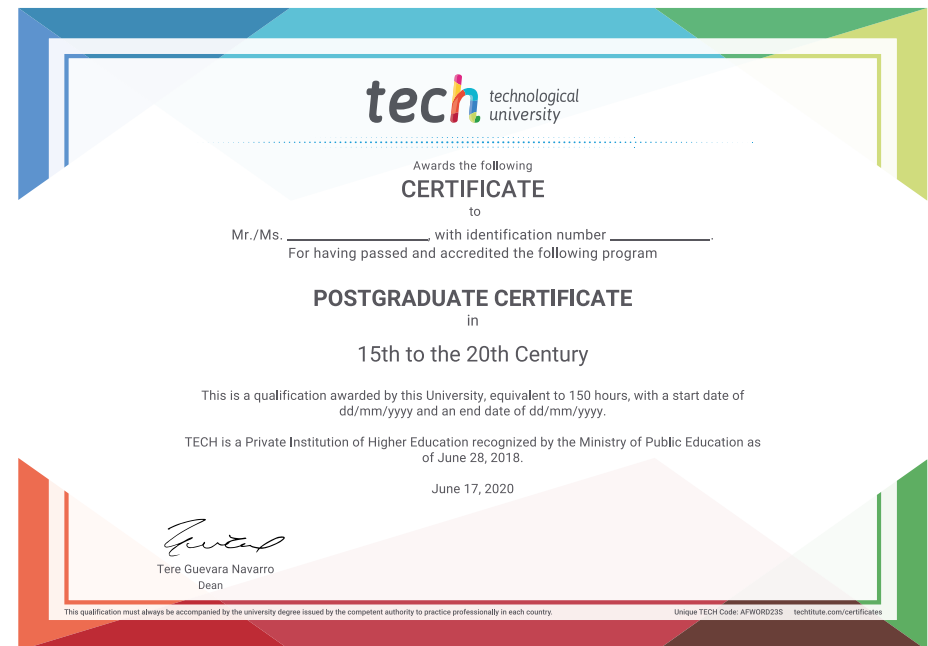 tech technological
university
Awards the following
CERTIFICATE
to
Mr./Ms. ____________________, with identification number ______________.
For having passed and accredited the following program
POSTGRADUATE CERTIFICATE
in
15th to the 20th Century
This is a qualification awarded by this University, equivalent to 150 hours, with a start date of
dd/mm/yyyy and an end date of dd/mm/yyyy.
TECH is a Private Institution of Higher Education recognized by the Ministry of Public Education as
of June 28, 2018.
June 17, 2020
Tere Guevara Navarro
Dean
This qualification must always be accompanied by the university degree issued by the competent authority to practice professionally in each country. Unique TECH Code: AFWORD23S techtitute.com/certificates